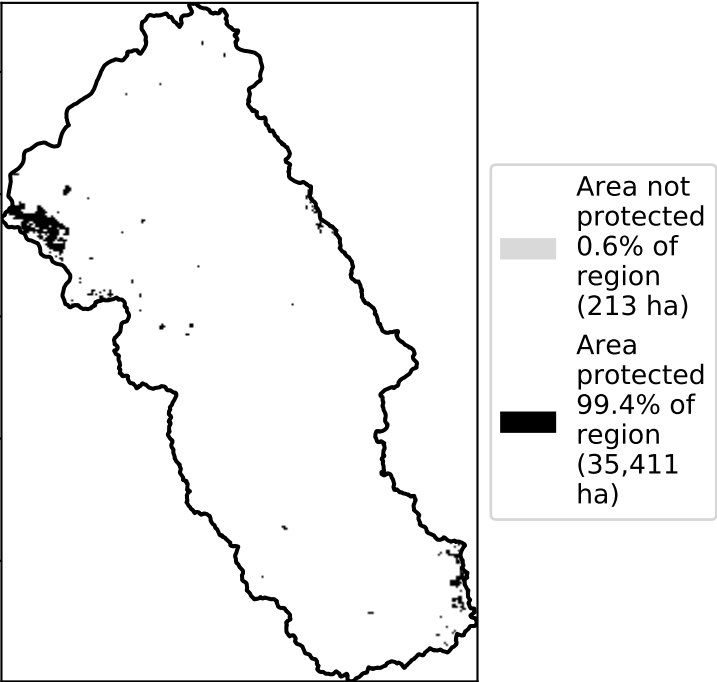 Area not
protected
0.6% of
region
(213 ha)
Area
protected
99.4% of
region
(35,411
ha)